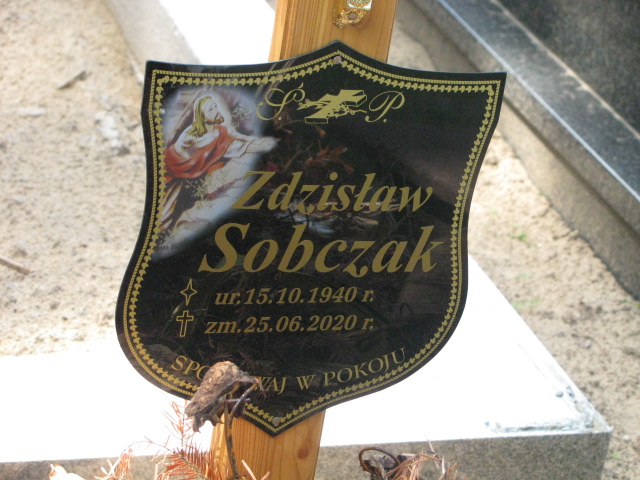 Ś. P.
Zdzisław
Sobczak
ur.15.10.1940 r.
zm.25.06.2020 r.
W POKOJU